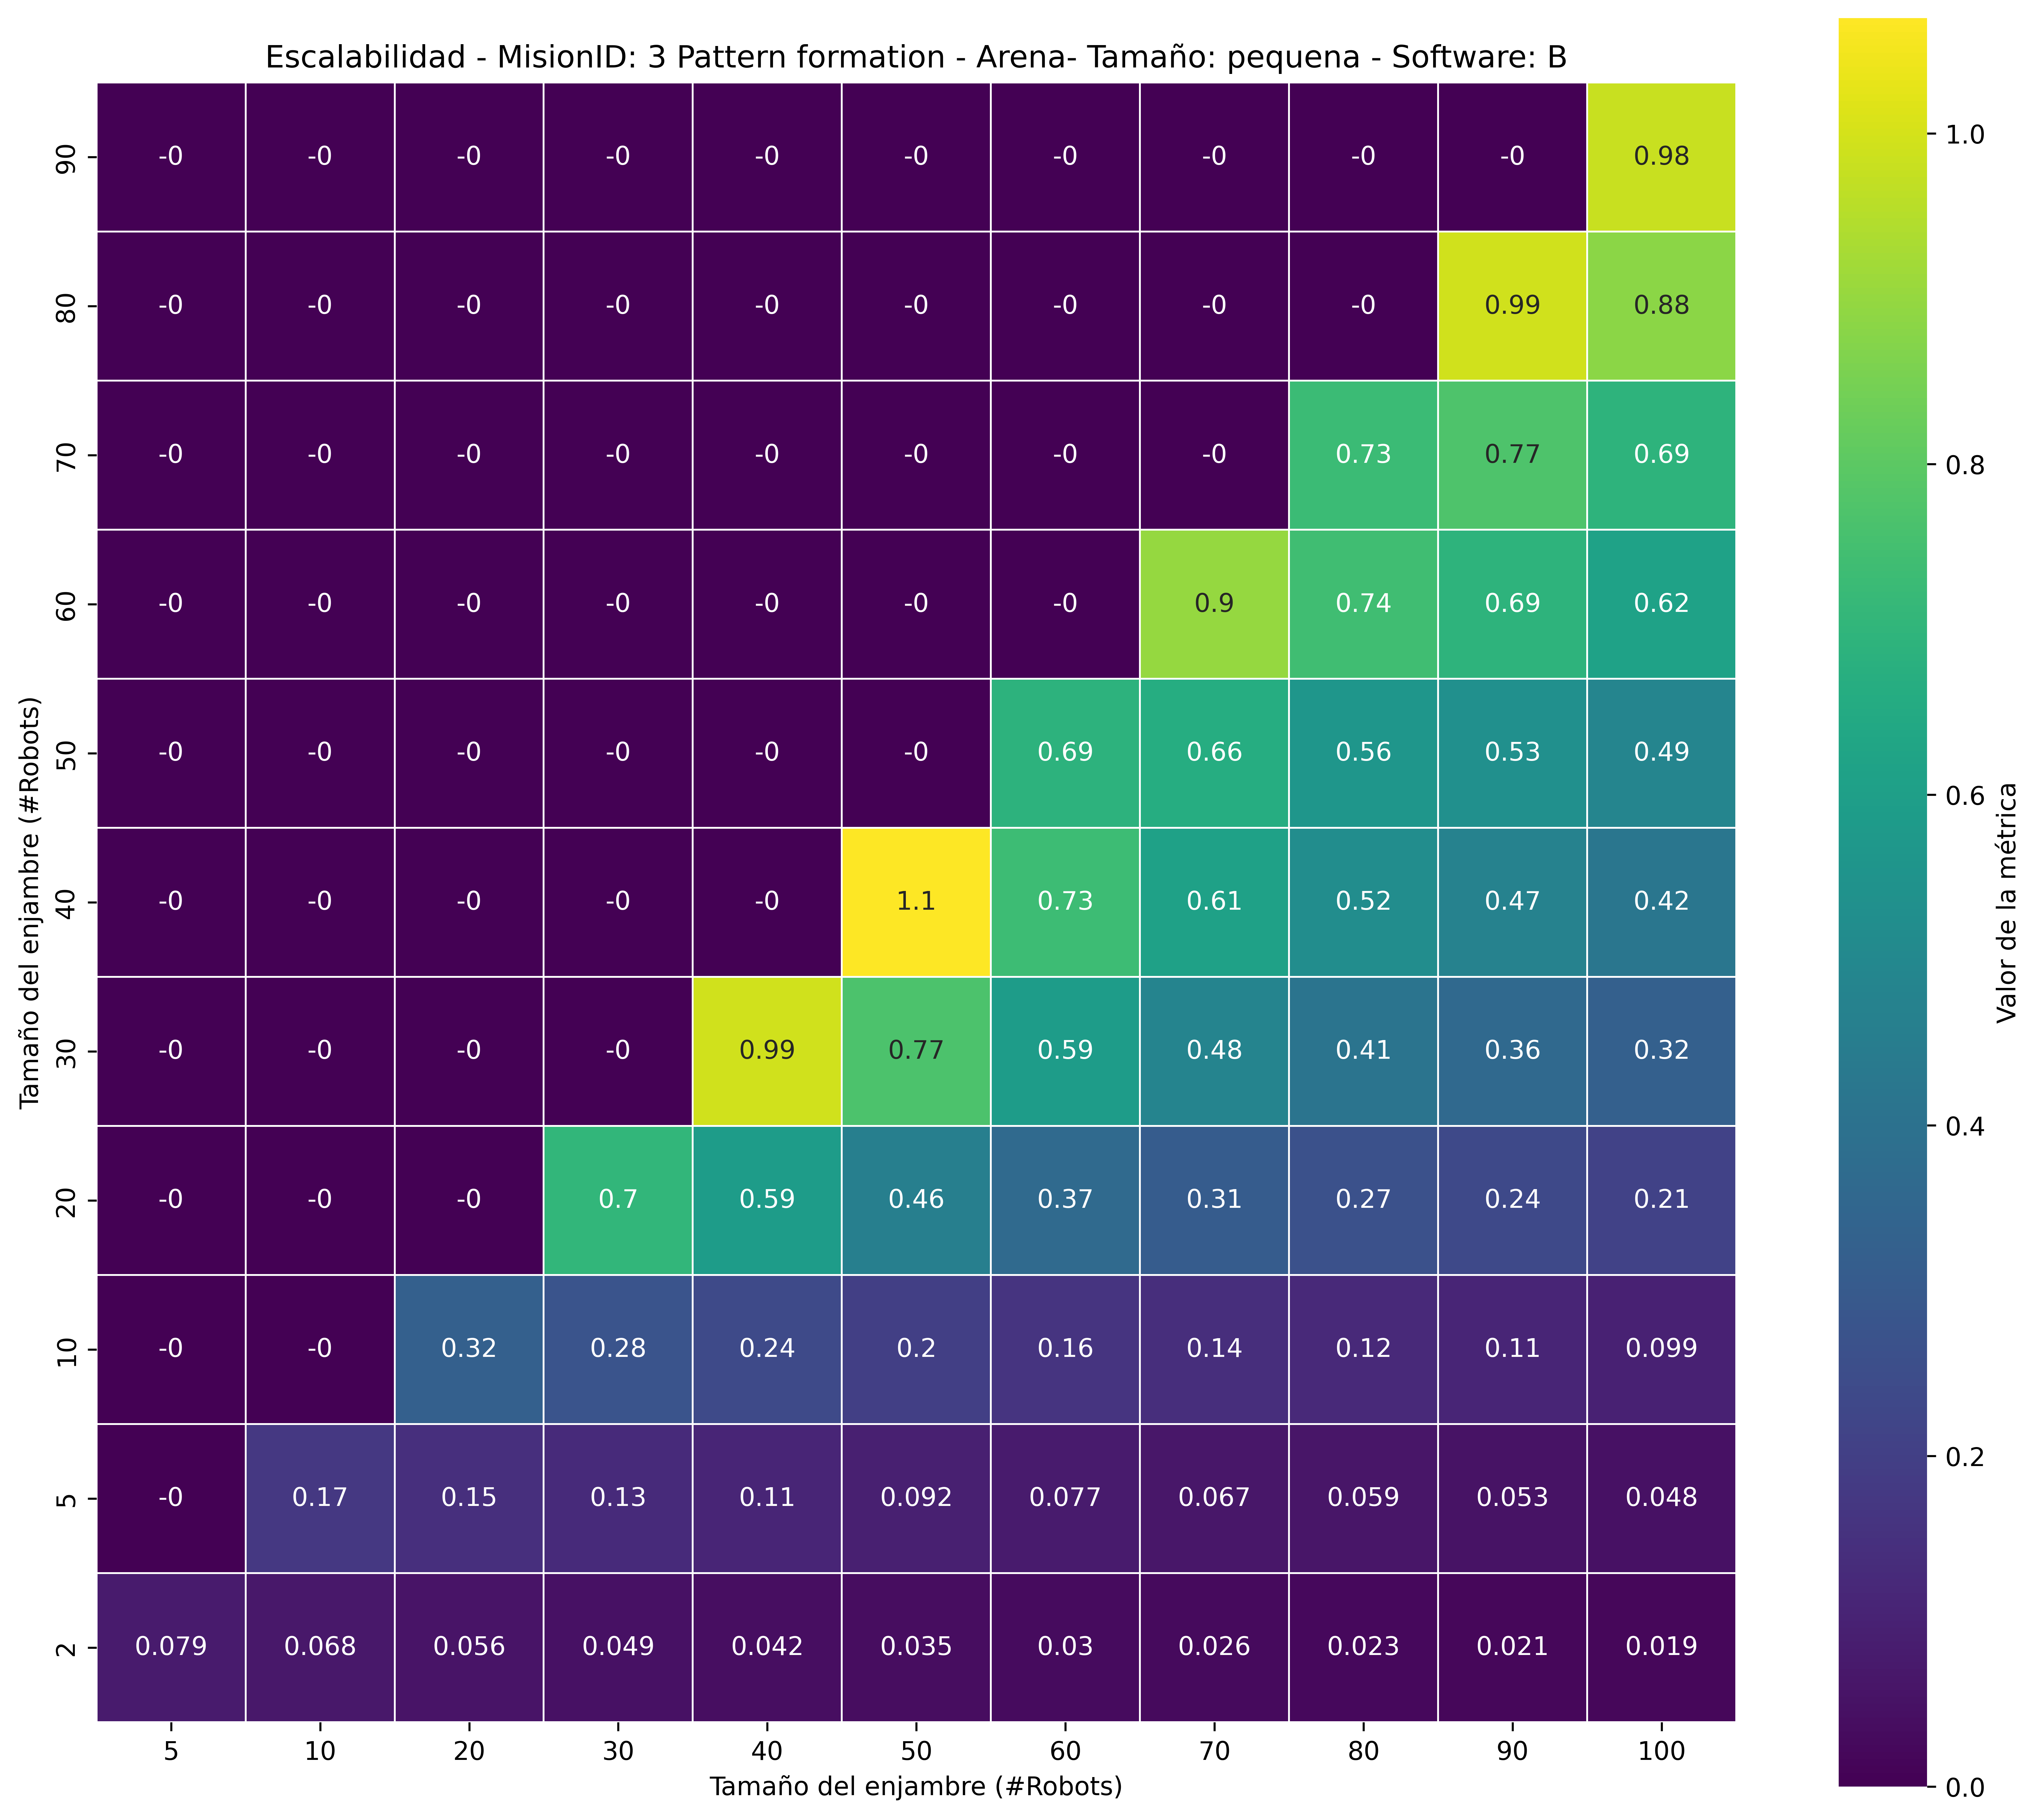 Escalabilidad - MisionID: 3 Pattern formation - Arena- Tamaño: pequena - Software: B
90 -0 -0 -0 -0 -0 -0 -0 -0 -0 -0 0.98
80 -0 -0 -0 -0 -0 -0 -0 -0 -0 0.99 0.88
70 -0 -0 -0 -0 -0 -0 -0 -0 0.73 0.77 0.69
60 -0 -0 -0 -0 -0 -0 -0 0.9 0.74 0.69 0.62
50 -0 -0 -0 -0 -0 -0 0.69 0.66 0.56 0.53 0.49
40 -0 -0 -0 -0 -0 1.1 0.73 0.61 0.52 0.47 0.42
30 -0 -0 -0 -0 0.99 0.77 0.59 0.48 0.41 0.36 0.32
20 -0 -0 -0 0.7 0.59 0.46 0.37 0.31 0.27 0.24 0.21
10 -0 -0 0.32 0.28 0.24 0.2 0.16 0.14 0.12 0.11 0.099
5 -0 0.17 0.15 0.13 0.11 0.092 0.077 0.067 0.059 0.053 0.048
2 0.079 0.068 0.056 0.049 0.042 0.035 0.03 0.026 0.023 0.021 0.019
5 10 20 30 40 50 60 70 80 90 100
Tamaño del enjambre (#Robots)
Tamaño del enjambre (#Robots)
1.0
0.8
0.6
0.4
0.2
0.0
Valor de la métrica